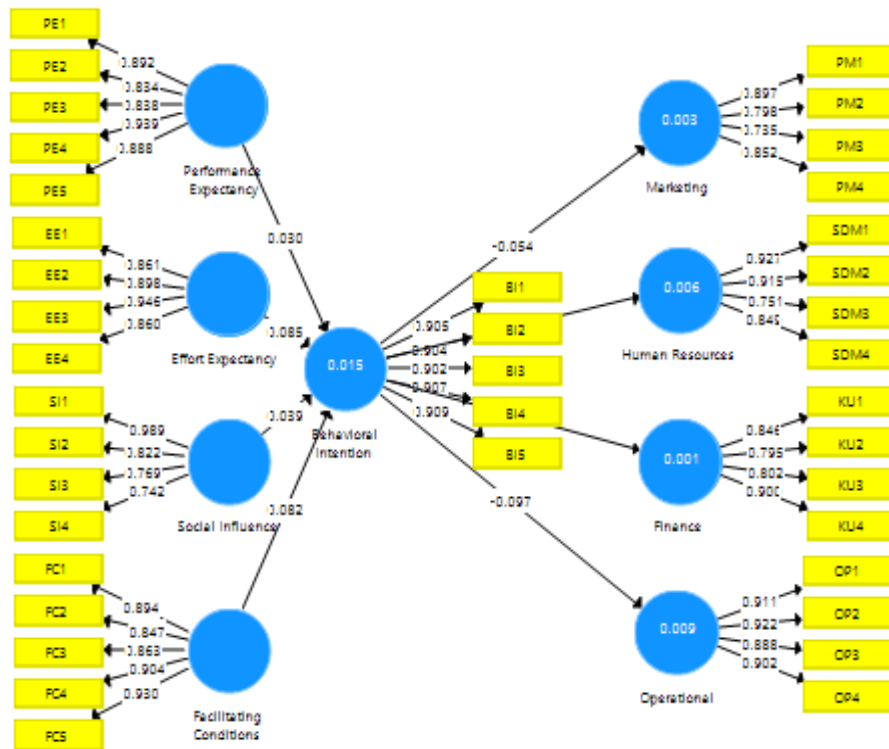 PE1
PE2
PE3
PE4
PE5
0.892
0.834
0.838
0.939
0.888
Performance
Expectancy
0.030
EE1
EE2
EE3
EE4
0.861
0.898
0.946
0.860
Effort Expectancy
0.085
SI1
SI2
SI3
SI4
0.989
0.822
0.769
0.742
Social Influence
0.039
FC1
FC2
FC3
FC4
FC5
0.894
0.847
0.863
0.904
0.930
Facilitating
Conditions
0.082
0.015
Behavioral
Intention
0.905
0.904
0.902
0.907
0.909
BI1
BI2
BI3
BI4
BI5
-0.054
-0.097
0.003
Marketing
0.897
0.798
0.735
0.852
PM1
PM2
PM3
PM4
0.006
Human Resources
0.927
0.915
0.751
0.845
SDM1
SDM2
SDM3
SDM4
0.001
Finance
0.846
0.795
0.802
0.900
KU1
KU2
KU3
KU4
0.009
Operational
0.911
0.922
0.888
0.902
OP1
OP2
OP3
OP4